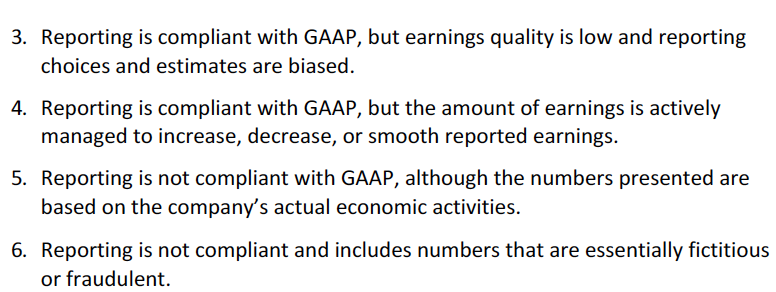 3. Reporting is compliant with GAAP, but earnings quality is low and reporting
choices and estimates are biased.
4. Reporting is compliant with GAAP, but the amount of earnings is actively
managed to increase, decrease, or smooth reported earnings.
5. Reporting is not compliant with GAAP, although the numbers presented are
based on the company’s actual economic activities.
6. Reporting is not compliant and includes numbers that are essentially fictitious
or fraudulent.